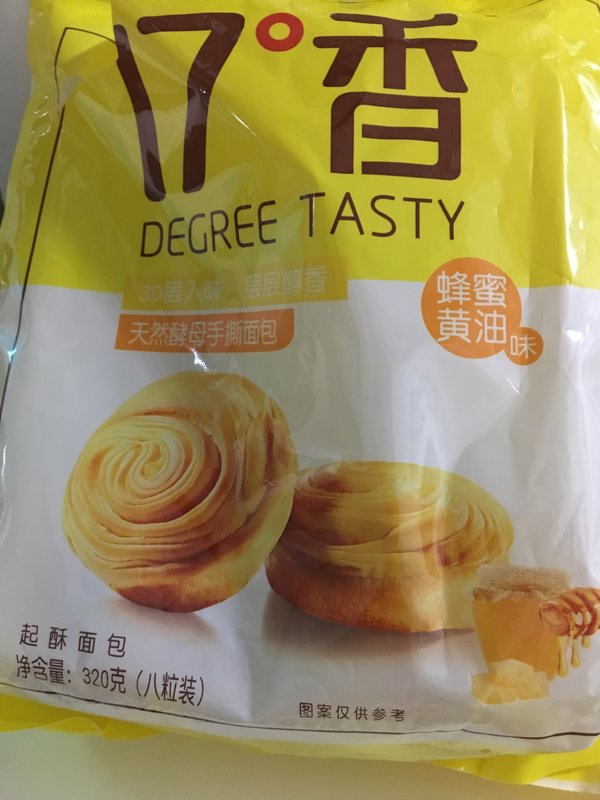 17°香
DEGREE TASTY
30层入味 层层醇香
天然酵母手撕面包
蜂蜜
黄油味
起酥面包
净含量：320克（八粒装）
图案仅供参考